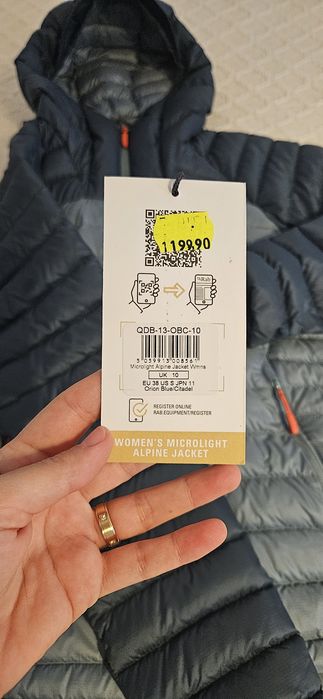 1199,90
QDB-13-OBC-10
5 059913 008561
Microlight Alpine Jacket Wmns
UK 10
EU 38 US S JPN 11
Orion Blue/Citadel
REGISTER ONLINE
RAB.EQUIPMENT/REGISTER
WOMEN'S MICROLIGHT
ALPINE JACKET